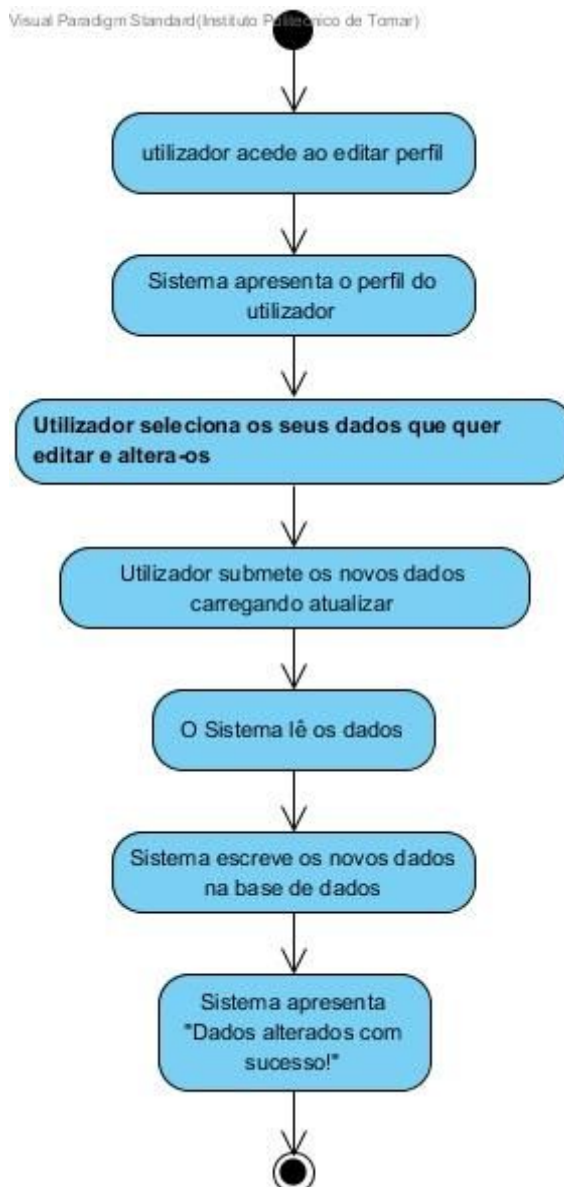 Visual Paradigm Standard(Instituto Politécnico de Tomar)
utilizador acede ao editar perfil
Sistema apresenta o perfil do
utilizador
Utilizador seleciona os seus dados que quer
editar e altera-os
Utilizador submete os novos dados
carregando atualizar
O Sistema lê os dados
Sistema escreve os novos dados
na base de dados
Sistema apresenta
"Dados alterados com
sucesso!"